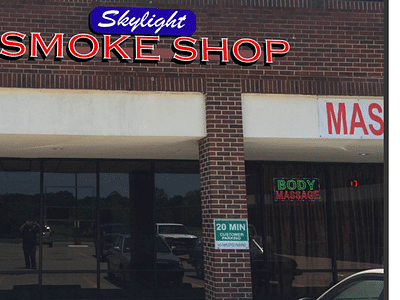 Skylight
SMOKE SHOP
MAS
BODY
MASSAGE
20 MIN
CUSTOMER
PARKING